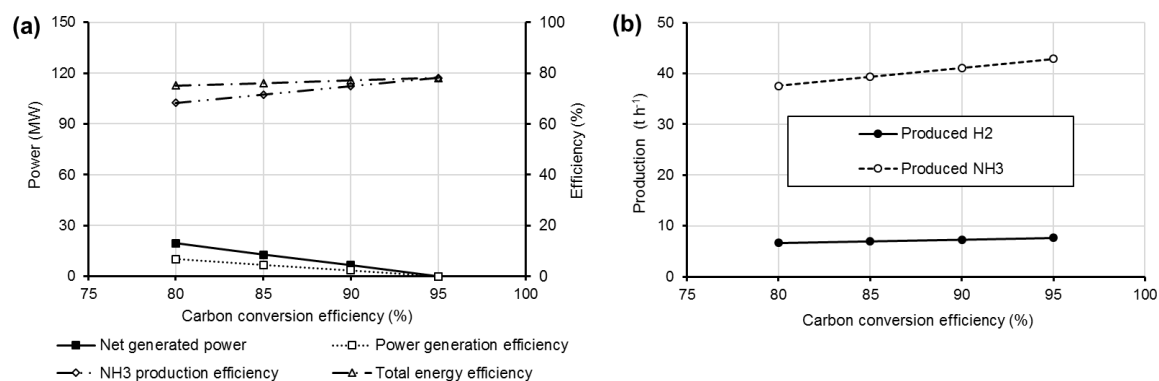 (a)
150
120
90
60
30
0
Power (MW)
100
80
60
40
20
0
Efficiency (%)
75
80
85
90
95
100
Carbon conversion efficiency (%)
Net generated power
Power generation efficiency
NH3 production efficiency
Total energy efficiency
(b)
50
40
30
20
10
0
Production (t h-1)
Produced H2
Produced NH3
75
80
85
90
95
100
Carbon conversion efficiency (%)